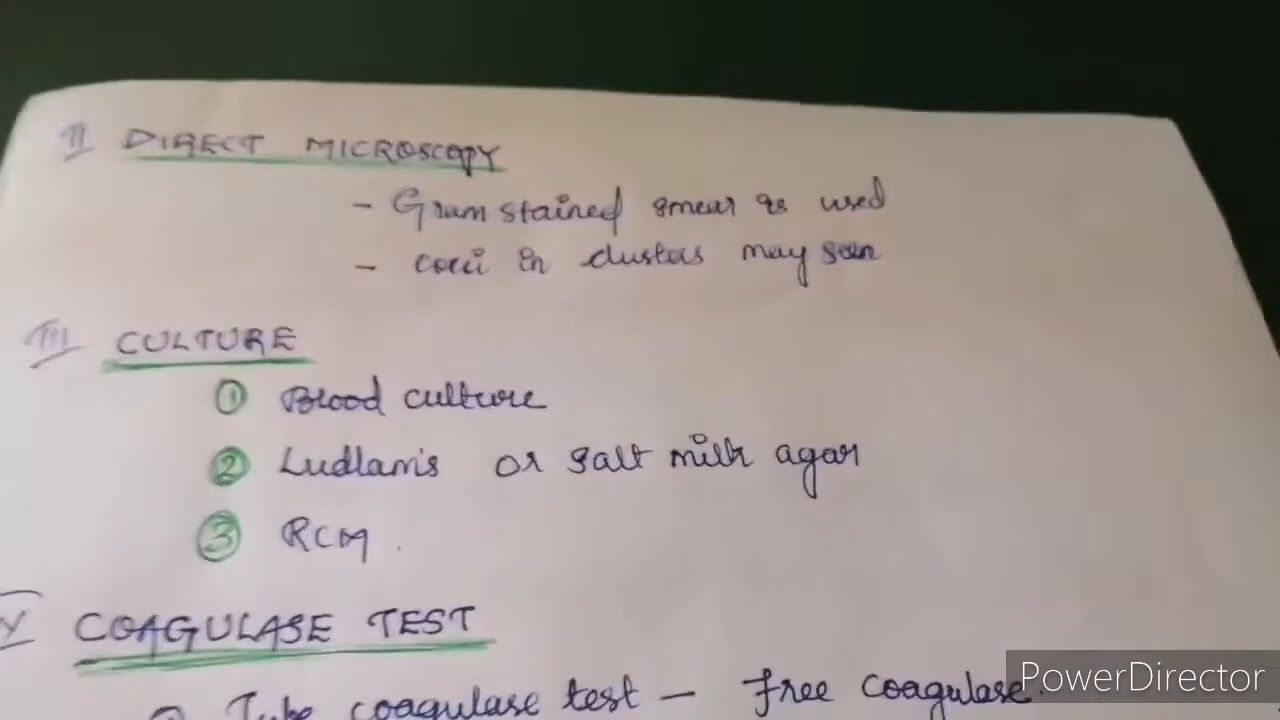 II DIRECT MICROSCOPY
- Gram stained smear is used
- cocci in clusters may seen
III CULTURE
① Blood culture
② Ludlam's or salt milk agar
③ RCM.
COAGULASE TEST
Tube coagulase test - free coagulase.
PowerDirector